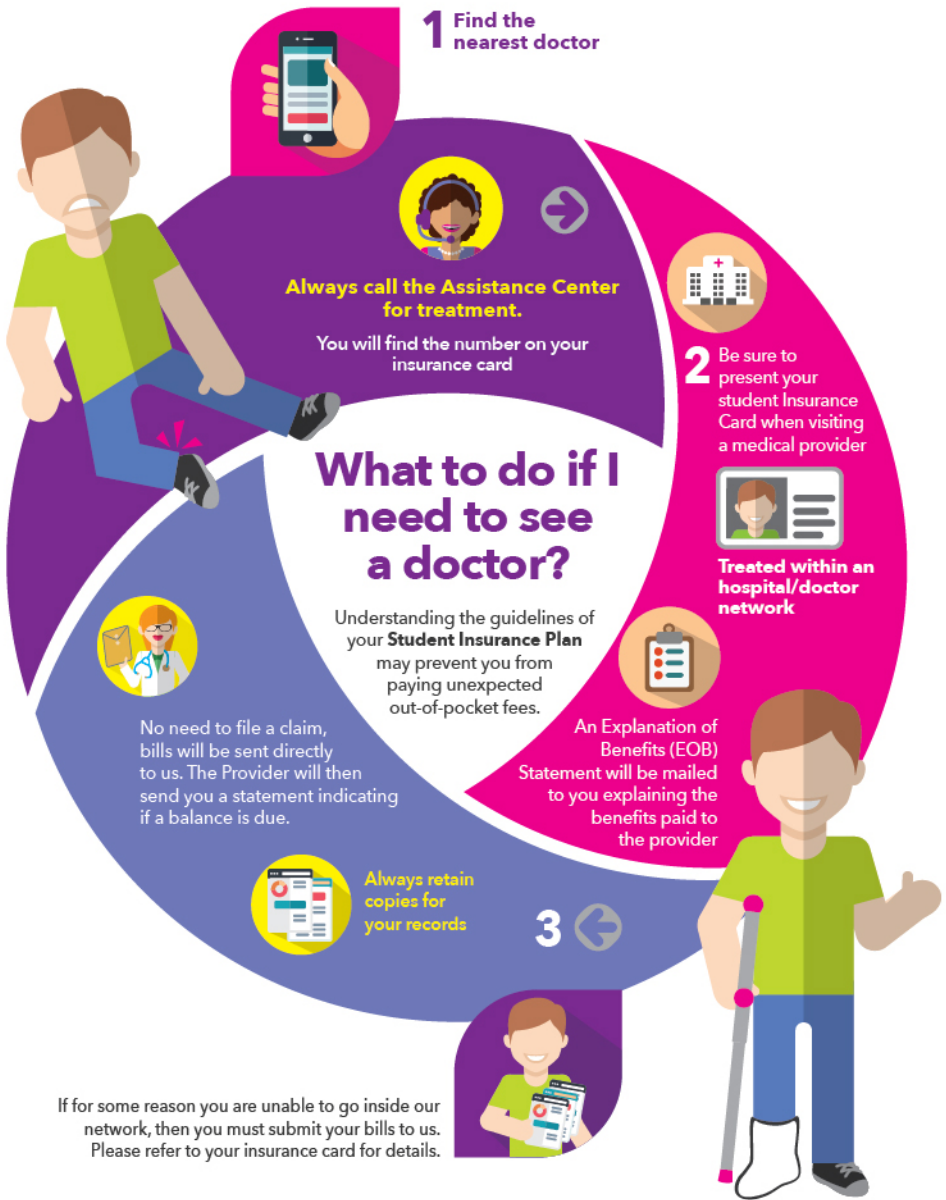 1 Find the
nearest doctor
Always call the Assistance Center
for treatment.
You will find the number on your
insurance card
What to do if I
need to see
a doctor?
Understanding the guidelines of
your Student Insurance Plan
may prevent you from
paying unexpected
out-of-pocket fees.
2 Be sure to
present your
student Insurance
Card when visiting
a medical provider
Treated within an
hospital/doctor
network
An Explanation of
Benefits (EOB)
Statement will be mailed
to you explaining the
benefits paid to
the provider
3
No need to file a claim,
bills will be sent directly
to us. The Provider will then
send you a statement indicating
if a balance is due.
Always retain
copies for
your records
If for some reason you are unable to go inside our
network, then you must submit your bills to us.
Please refer to your insurance card for details.